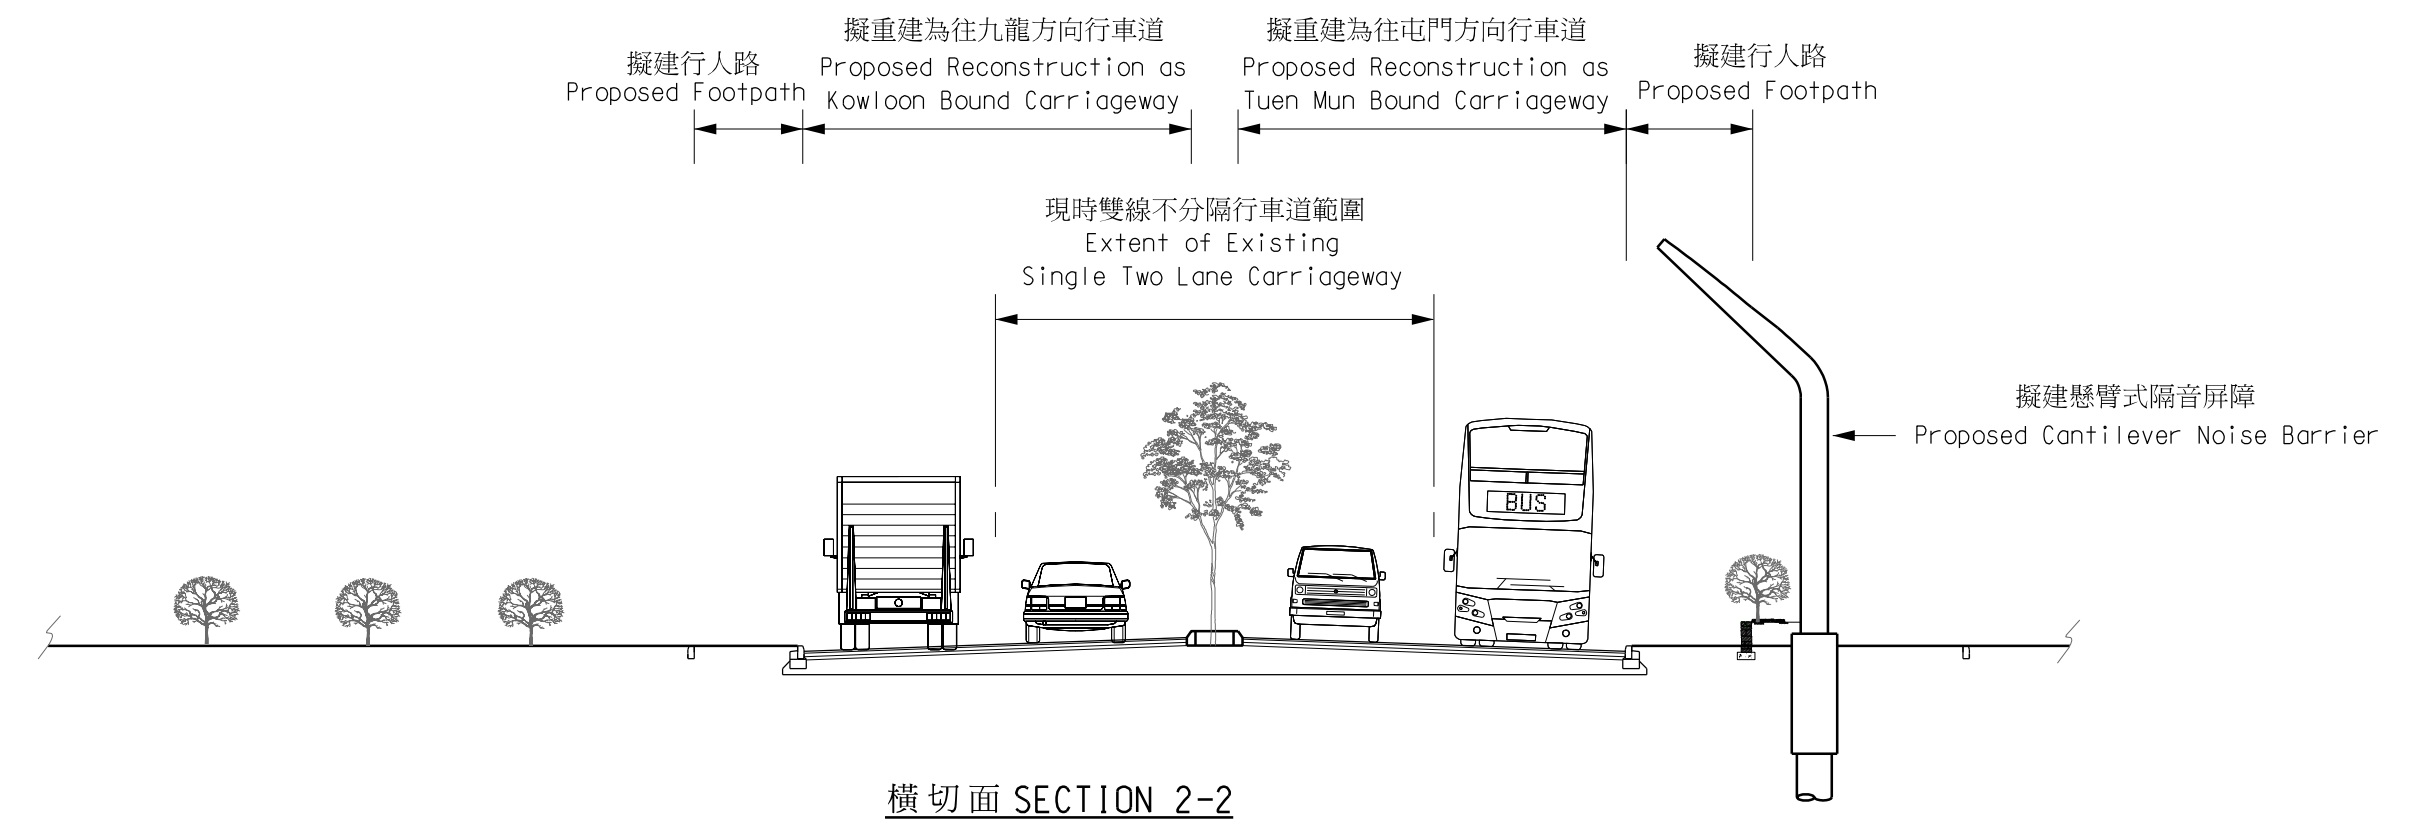 擬建行人路
Proposed Footpath
擬重建為往九龍方向行車道
Proposed Reconstruction as
Kowloon Bound Carriageway
擬重建為往屯門方向行車道
Proposed Reconstruction as
Tuen Mun Bound Carriageway
擬建行人路
Proposed Footpath
現時雙線不分隔行車道範圍
Extent of Existing
Single Two Lane Carriageway
擬建懸臂式隔音屏障
Proposed Cantilever Noise Barrier
BUS
橫切面 SECTION 2-2